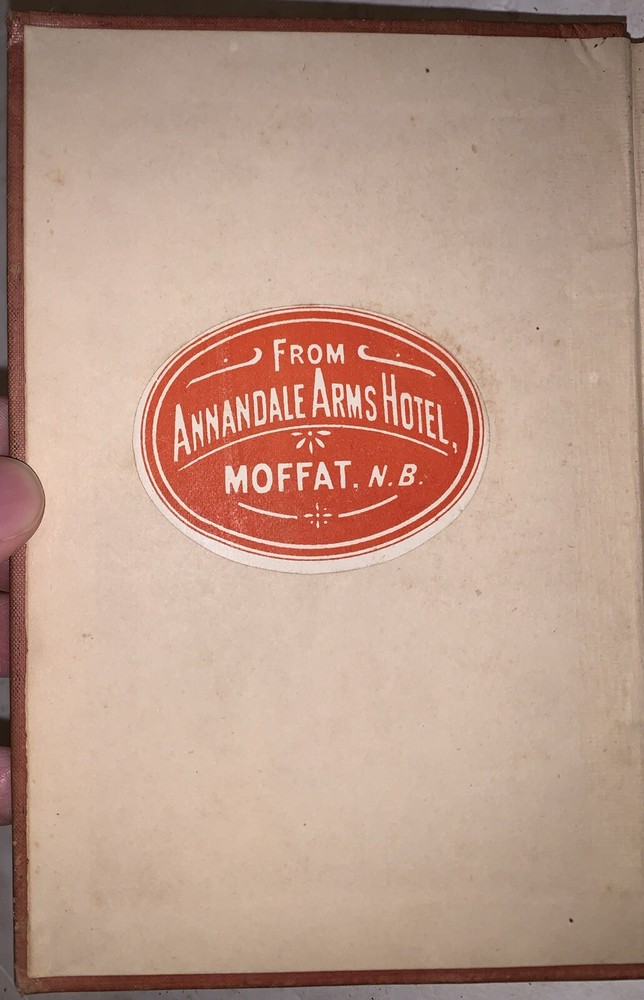 FROM
ANNANDALE ARMS HOTEL,
MOFFAT. N.B.